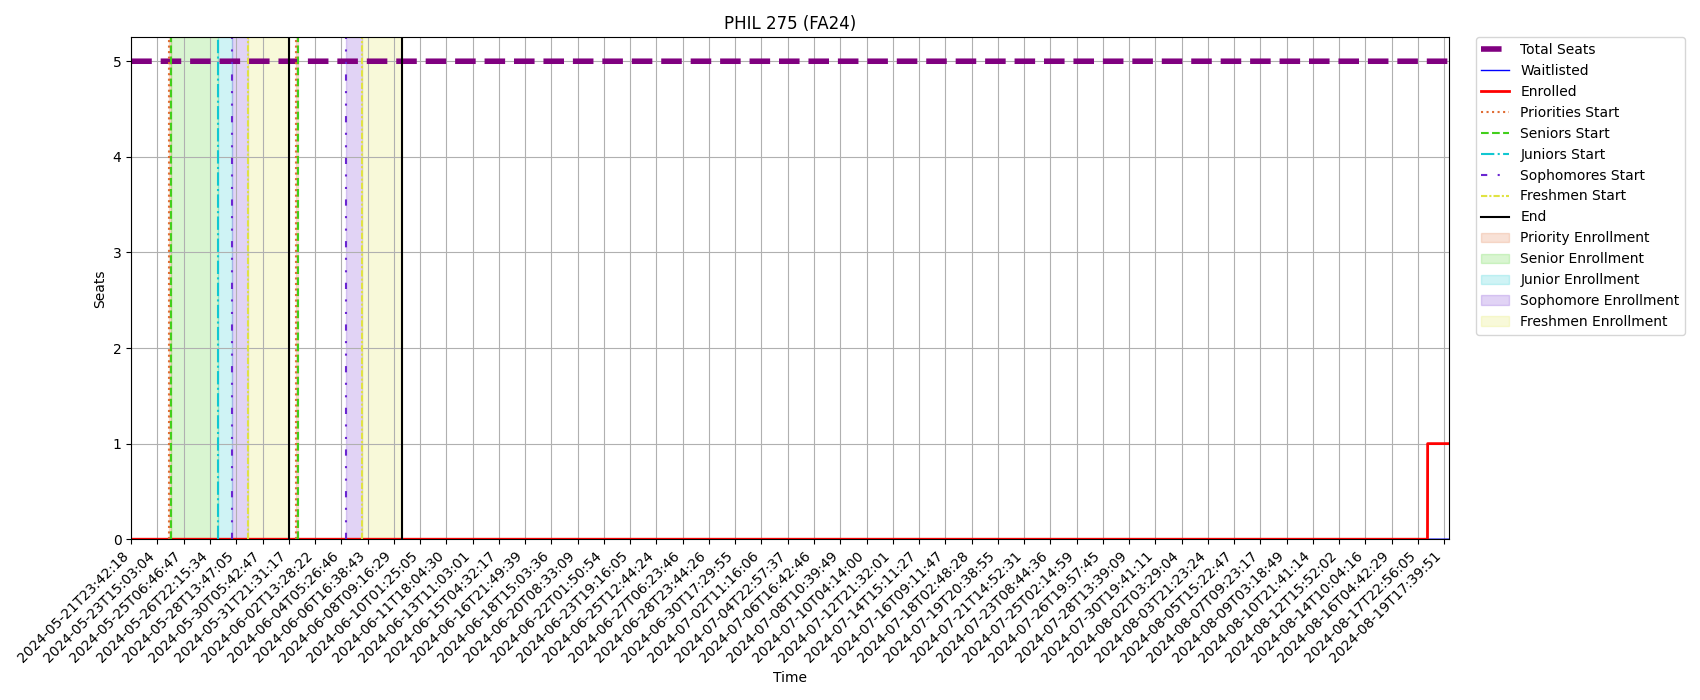 PHIL 275 (FA24)
Seats
5
4
3
2
1
0
2024-05-21T23:42:18
2024-05-23T15:03:04
2024-05-25T06:46:47
2024-05-26T22:15:34
2024-05-28T13:47:05
2024-05-30T05:42:47
2024-05-31T21:31:17
2024-06-02T13:28:22
2024-06-04T05:26:46
2024-06-06T16:38:43
2024-06-08T09:16:29
2024-06-10T01:25:05
2024-06-11T18:04:30
2024-06-13T11:03:01
2024-06-15T04:32:17
2024-06-16T21:49:39
2024-06-18T15:03:36
2024-06-20T08:33:09
2024-06-22T01:50:54
2024-06-23T19:16:05
2024-06-25T12:44:24
2024-06-27T06:23:46
2024-06-28T23:44:26
2024-06-30T17:29:55
2024-07-02T11:16:06
2024-07-04T22:57:37
2024-07-06T16:42:46
2024-07-08T10:39:49
2024-07-10T04:14:00
2024-07-12T21:32:01
2024-07-14T15:11:27
2024-07-16T09:11:47
2024-07-18T02:48:28
2024-07-19T20:38:55
2024-07-21T14:52:31
2024-07-23T08:44:36
2024-07-25T02:14:59
2024-07-26T19:57:45
2024-07-28T13:39:09
2024-07-30T19:41:11
2024-08-02T03:29:04
2024-08-03T21:23:24
2024-08-05T15:22:47
2024-08-07T09:23:17
2024-08-09T03:18:49
2024-08-10T21:41:14
2024-08-12T15:52:02
2024-08-14T10:04:16
2024-08-16T04:42:29
2024-08-17T22:56:05
2024-08-19T17:39:51
Time
Total Seats
Waitlisted
Enrolled
Priorities Start
Seniors Start
Juniors Start
Sophomores Start
Freshmen Start
End
Priority Enrollment
Senior Enrollment
Junior Enrollment
Sophomore Enrollment
Freshmen Enrollment